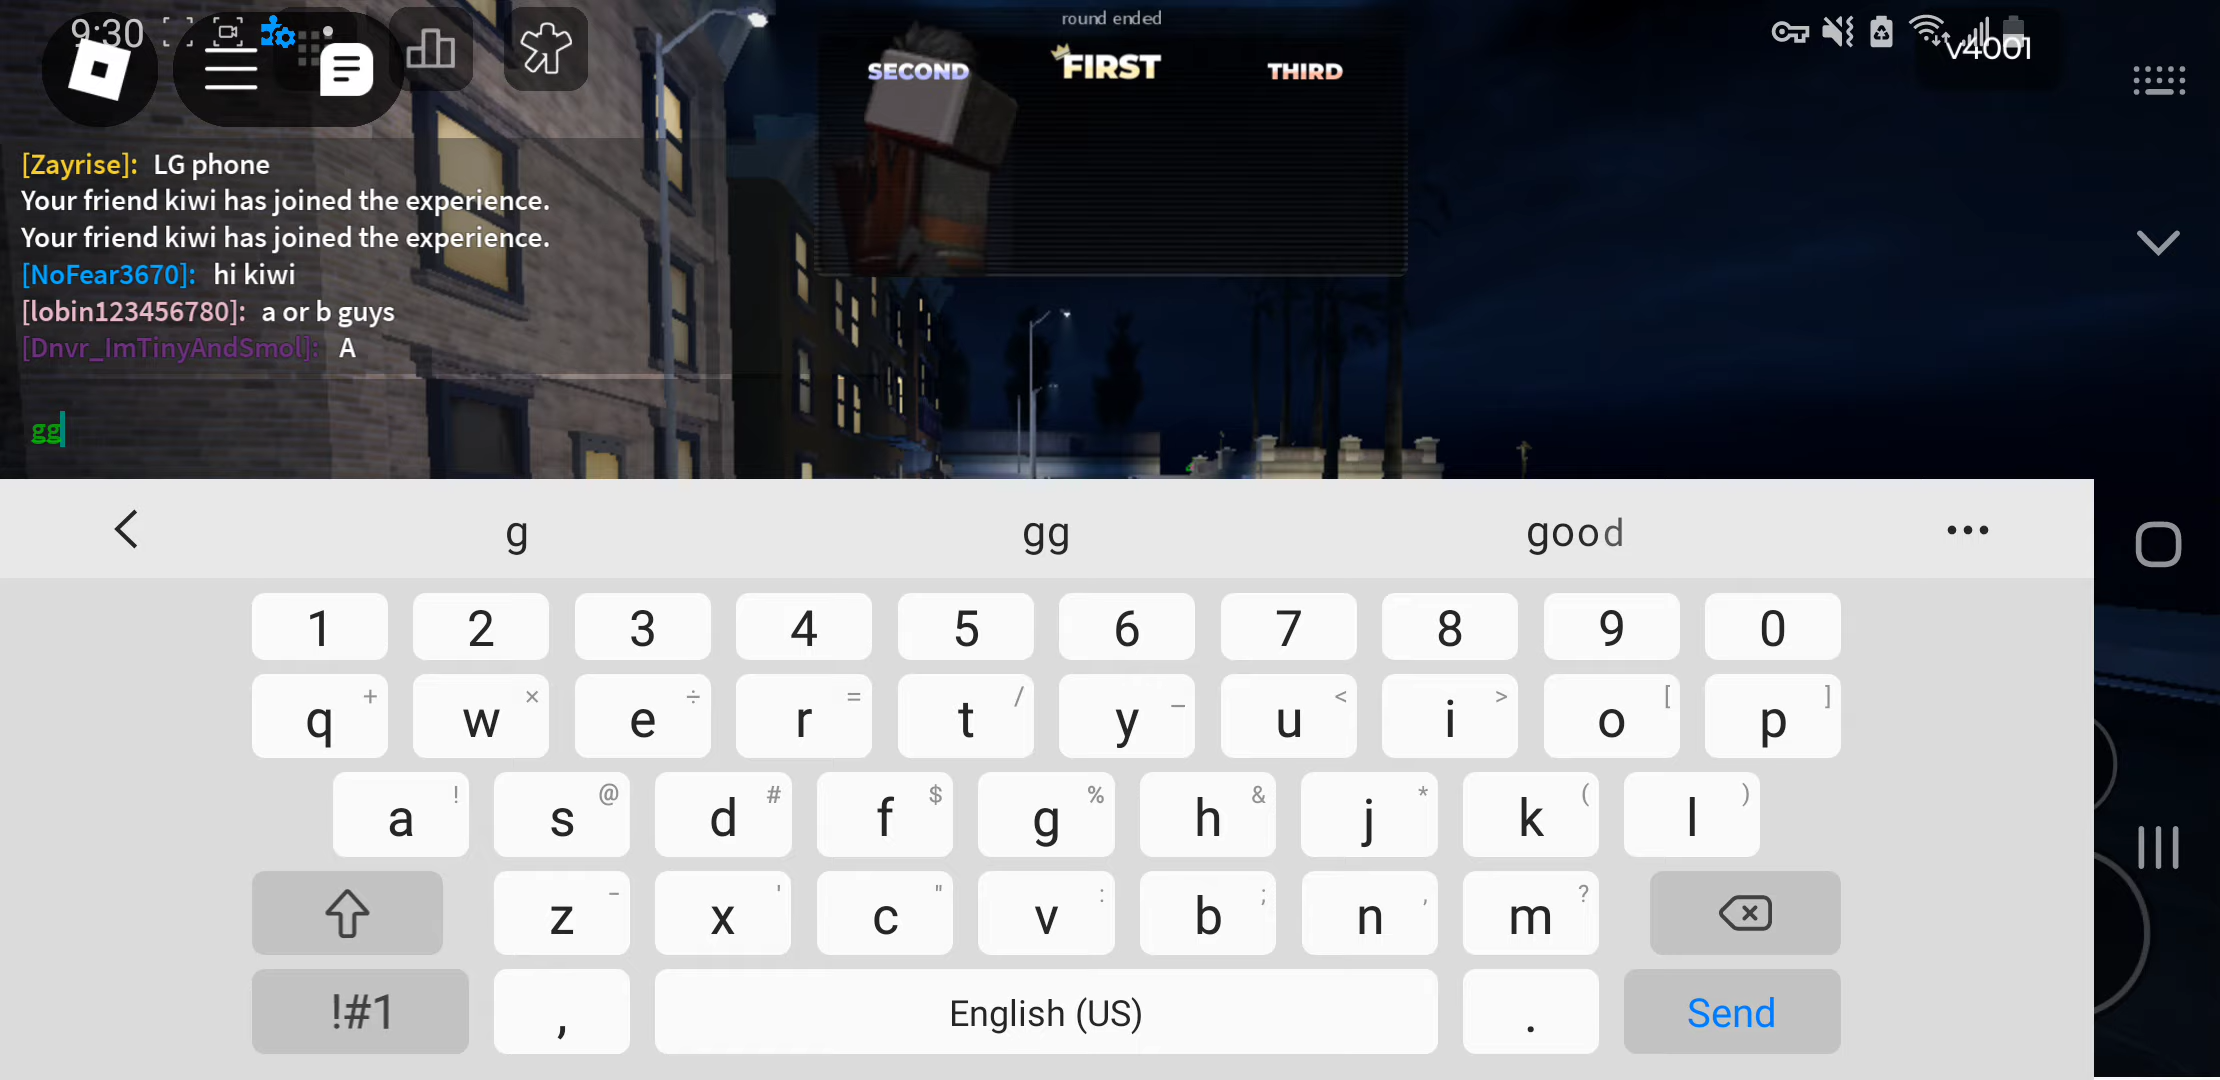 9:30
round ended
SECOND
FIRST
THIRD
v4001
[Zayrise]: LG phone
Your friend kiwi has joined the experience.
Your friend kiwi has joined the experience.
[NoFear3670]: hi kiwi
[lobin123456780]: a or b guys
[Dnvr_ImTinyAndSmol]: A
gg
g gg good •••
1 2 3 4 5 6 7 8 9 0
q + w × e ÷ r = t / y _ u < i > o [ p ]
a ! s @ d # f $ g % h & j * k ( l )
z - x ' c " v : b ; n , m ?
!#1 , English (US) . Send